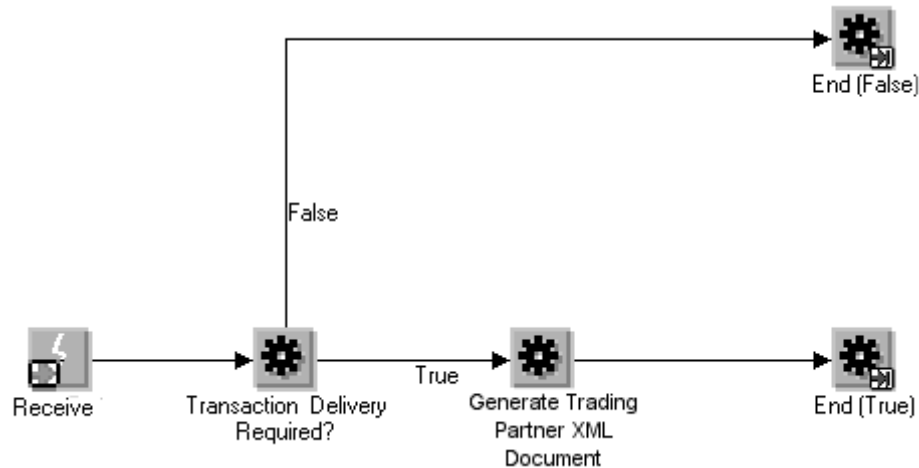 End (False)
False
True
Receive
Transaction Delivery
Required?
Generate Trading
Partner XML
Document
End (True)